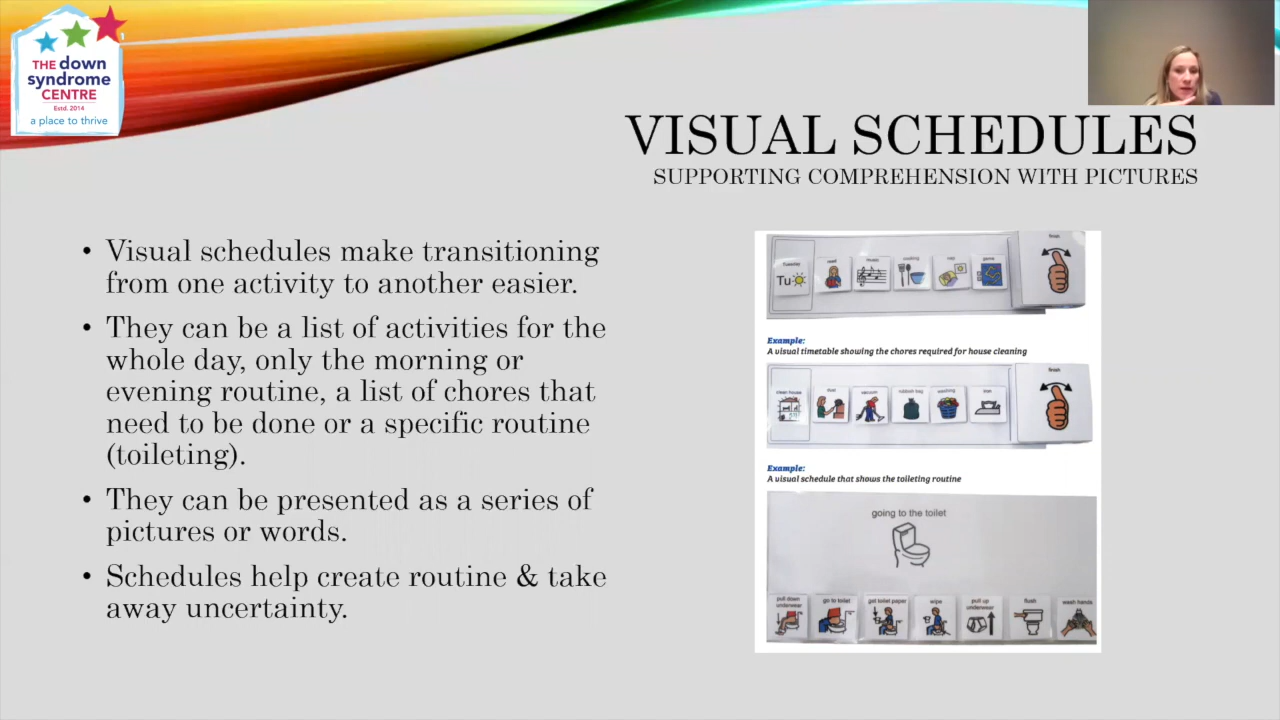 THE down
syndrome
CENTRE
Estd. 2014
a place to thrive
VISUAL SCHEDULES
SUPPORTING COMPREHENSION WITH PICTURES
• Visual schedules make transitioning
from one activity to another easier.
• They can be a list of activities for the
whole day, only the morning or
evening routine, a list of chores that
need to be done or a specific routine
(toileting).
• They can be presented as a series of
pictures or words.
• Schedules help create routine & take
away uncertainty.
Tuesday
Tu
read
music
cooking
nap
game
finish
Example:
A visual timetable showing the chores required for house cleaning
clean house
dust
vacuum
rubbish bag
washing
iron
finish
Example:
A visual schedule that shows the toileting routine
going to the toilet
pull down
underwear
go to toilet
get toilet paper
wipe
pull up
underwear
flush
wash hands